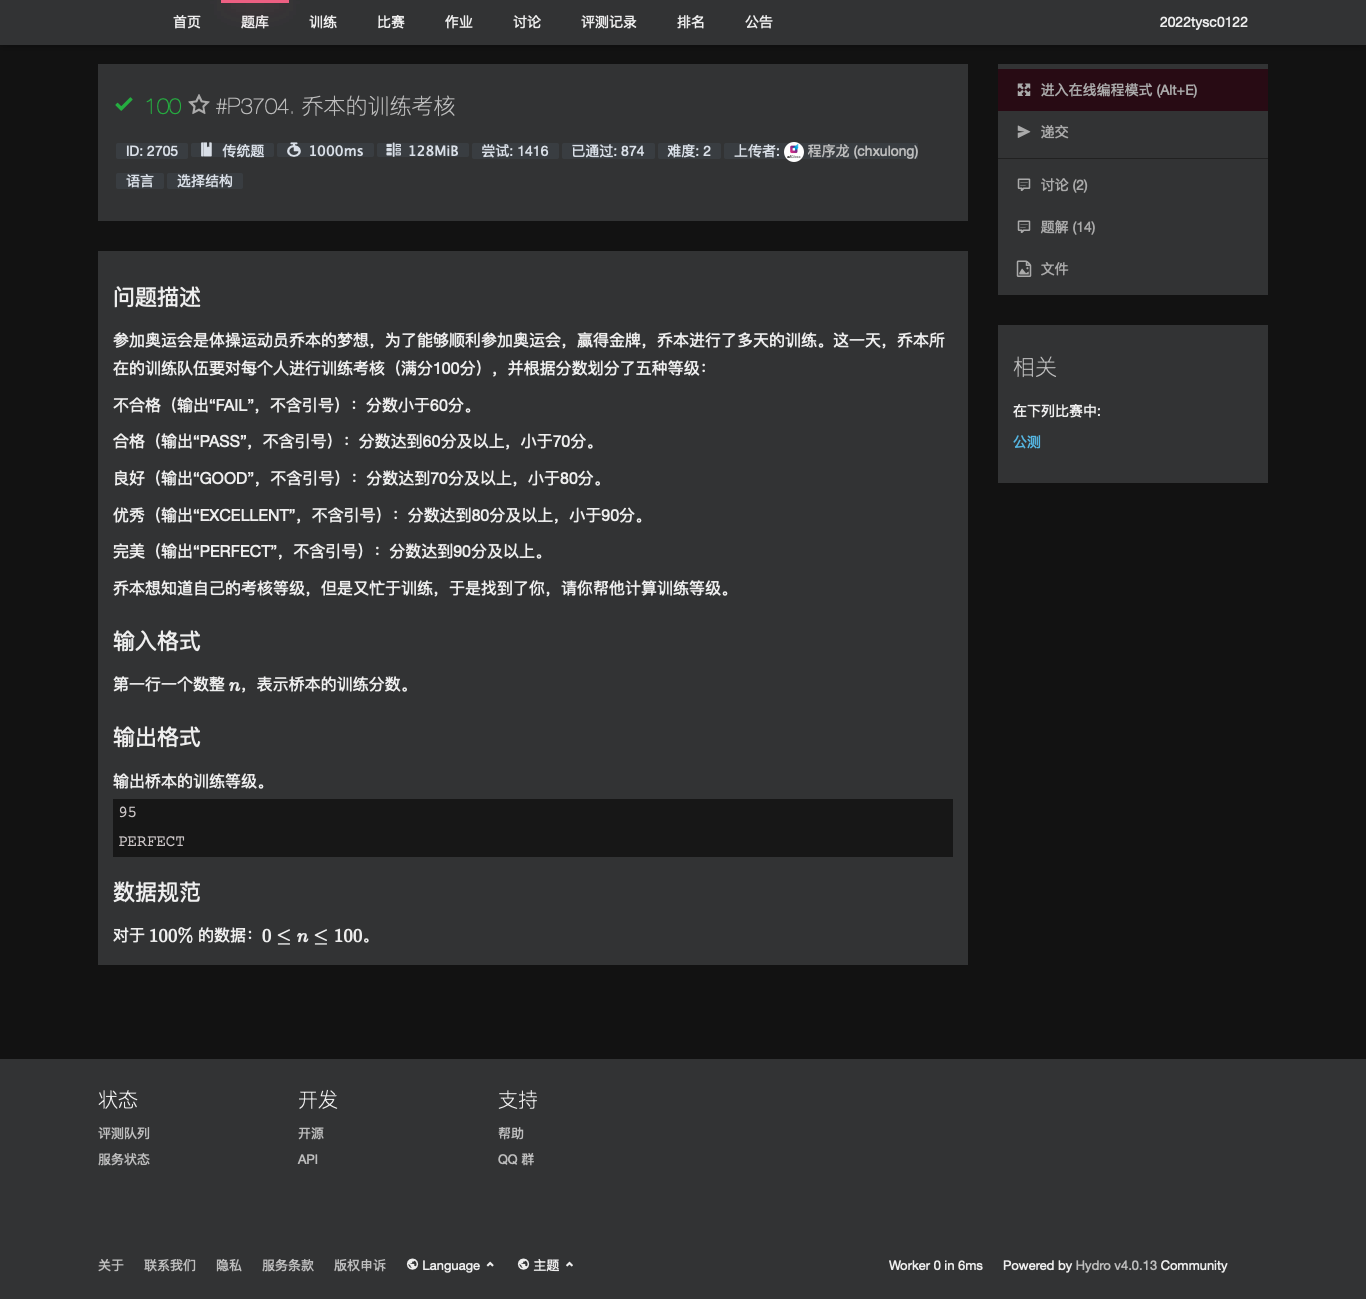 首页 题库 训练 比赛 作业 讨论 评测记录 排名 公告 2022tysc0122
100 #P3704. 乔本的训练考核
ID: 2705 传统题 1000ms 128MiB 尝试: 1416 已通过: 874 难度: 2 上传者: 程序龙 (chxulong)
语言 选择结构
问题描述
参加奥运会是体操运动员乔本的梦想，为了能够顺利参加奥运会，赢得金牌，乔本进行了多天的训练。这一天，乔本所
在的训练队伍要对每个人进行训练考核（满分100分），并根据分数划分了五种等级：
不合格（输出“FAIL”，不含引号）：分数小于60分。
合格（输出“PASS”，不含引号）：分数达到60分及以上，小于70分。
良好（输出“GOOD”，不含引号）：分数达到70分及以上，小于80分。
优秀（输出“EXCELLENT”，不含引号）：分数达到80分及以上，小于90分。
完美（输出“PERFECT”，不含引号）：分数达到90分及以上。
乔本想知道自己的考核等级，但是又忙于训练，于是找到了你，请你帮他计算训练等级。
输入格式
第一行一个数整 n，表示桥本的训练分数。
输出格式
输出桥本的训练等级。
95
PERFECT
数据规范
对于 100% 的数据：0 ≤ n ≤ 100。
进入在线编程模式 (Alt+E)
递交
讨论 (2)
题解 (14)
文件
相关
在下列比赛中:
公测
状态 开发 支持
评测队列 开源 帮助
服务状态 API QQ 群
关于 联系我们 隐私 服务条款 版权申诉 Language 主题 Worker 0 in 6ms Powered by Hydro v4.0.13 Community